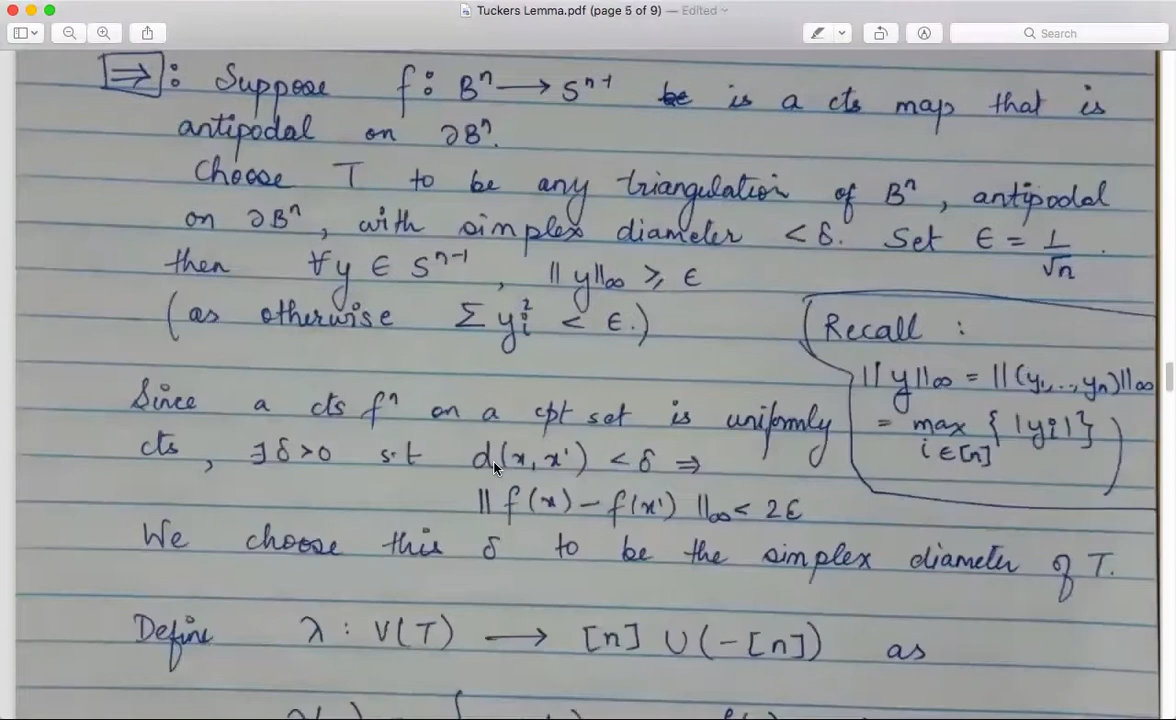 Tuckers Lemma.pdf (page 5 of 9) — Edited
Search
⇒: Suppose f: Bⁿ → Sⁿ⁻¹ is a cts map that is
antipodal on ∂Bⁿ.
Choose T to be any triangulation of Bⁿ, antipodal
on ∂Bⁿ, with simplex diameter < δ. Set ϵ = 1/√n.
then ∀y ∈ Sⁿ⁻¹, ||y||∞ ≥ ϵ
(as otherwise Σ yᵢ² < ϵ.)
Recall :
||y||∞ = ||(y₁,..,yₙ)||∞
= max {|yᵢ|}
i∈[n]
Since a cts fⁿ on a cpt set is uniformly
cts, ∃δ>0 s.t d(x,x') < δ ⇒
||f(x) − f(x')||∞ < 2ϵ
We choose this δ to be the simplex diameter of T.
Define λ : V(T) → [n] ∪ (−[n]) as